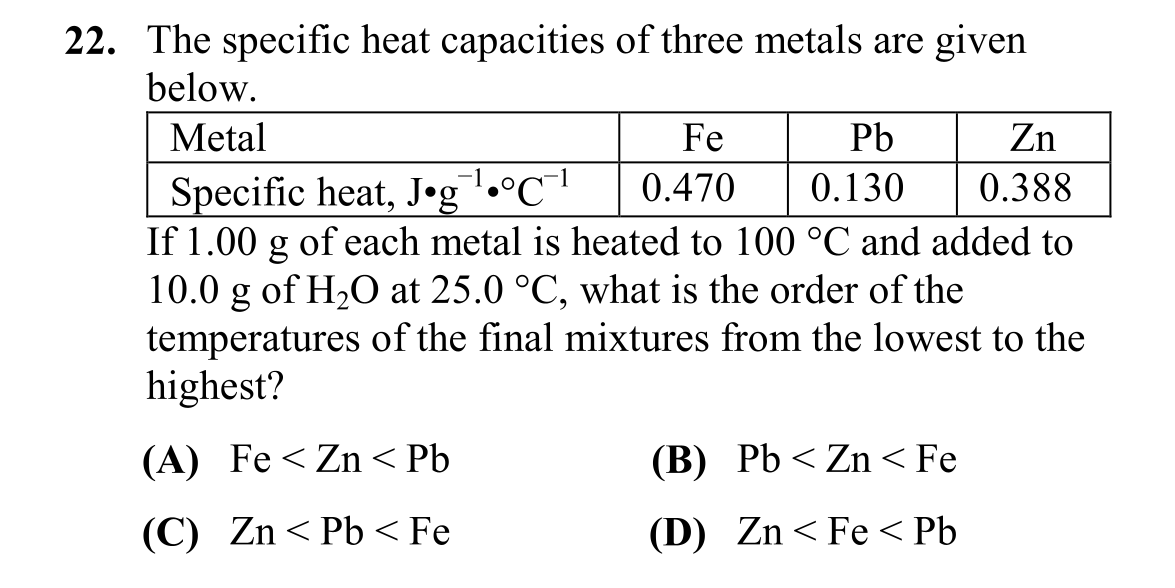 22. The specific heat capacities of three metals are given
below.
Metal Fe Pb Zn
Specific heat, J•g⁻¹•°C⁻¹ 0.470 0.130 0.388
If 1.00 g of each metal is heated to 100 °C and added to
10.0 g of H₂O at 25.0 °C, what is the order of the
temperatures of the final mixtures from the lowest to the
highest?
(A) Fe < Zn < Pb (B) Pb < Zn < Fe
(C) Zn < Pb < Fe (D) Zn < Fe < Pb